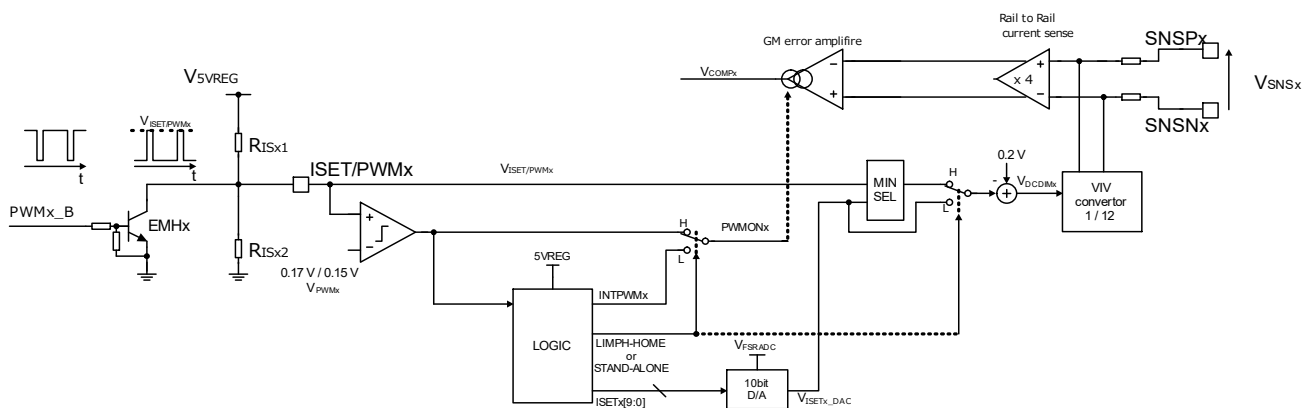 Rail to Rail
current sense
GM error amplifire
SNSPx
VCOMPx
−
+
+
−
x 4
VSNSx
SNSNx
V5VREG
VISET/PWMx
RISx1
t
t
ISET/PWMx
VISET/PWMx
MIN
SEL
H
L
0.2 V
-
+
VDCDIMx
VIV
convertor
1 / 12
PWMx_B
EMHx
+
−
H
L
PWMONx
RISx2
0.17 V / 0.15 V
VPWMx
5VREG
INTPWMx
LOGIC
LIMPH-HOME
or
STAND-ALONE
VFSRADC
ISETx[9:0]
10bit
D/A
VISETx_DAC